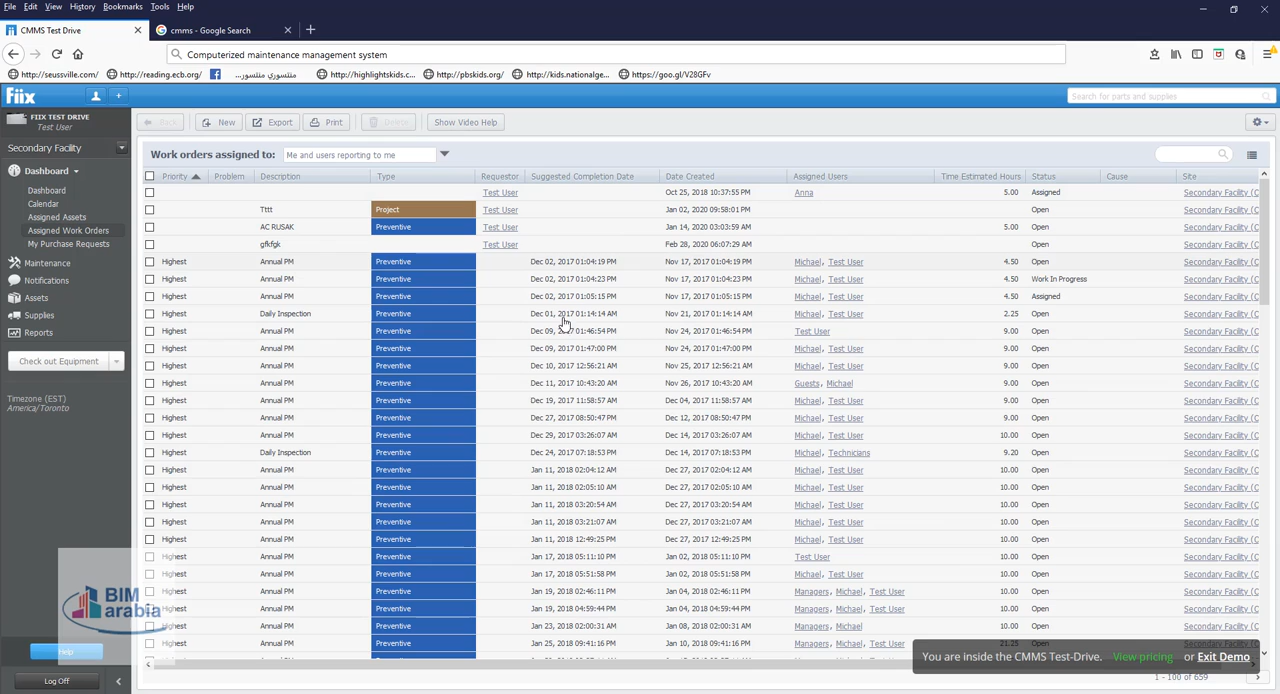 File Edit View History Bookmarks Tools Help
CMMS Test Drive cmms - Google Search
Computerized maintenance management system
http://seussville.com/ http://reading.ecb.org/ منتسوري منتسور... http://highlightskids.c... http://pbskids.org/ http://kids.nationalge... https://goo.gl/V28GFv
fiix Search for parts and supplies
FIIX TEST DRIVE
Test User
Secondary Facility
Dashboard
Dashboard
Calendar
Assigned Assets
Assigned Work Orders
My Purchase Requests
Maintenance
Notifications
Assets
Supplies
Reports
Check out Equipment
Timezone (EST)
America/Toronto
Help
Log Off
Back New Export Print Delete Show Video Help
Work orders assigned to: Me and users reporting to me
Priority Problem Description Type Requestor Suggested Completion Date Date Created Assigned Users Time Estimated Hours Status Cause Site
Test User Oct 25, 2018 10:37:55 PM Anna 5.00 Assigned Secondary Facility (C
Tttt Project Test User Jan 02, 2020 09:58:01 PM Open Secondary Facility (C
AC RUSAK Preventive Test User Jan 14, 2020 03:03:59 AM 5.00 Open Secondary Facility (C
gfkfgk Test User Feb 28, 2020 06:07:29 AM Open Secondary Facility (C
Highest Annual PM Preventive Dec 02, 2017 01:04:19 PM Nov 17, 2017 01:04:19 PM Michael, Test User 4.50 Open Secondary Facility (C
Highest Annual PM Preventive Dec 02, 2017 01:04:23 PM Nov 17, 2017 01:04:23 PM Michael, Test User 4.50 Work In Progress Secondary Facility (C
Highest Annual PM Preventive Dec 02, 2017 01:05:15 PM Nov 17, 2017 01:05:15 PM Michael, Test User 4.50 Assigned Secondary Facility (C
Highest Daily Inspection Preventive Dec 01, 2017 01:14:14 AM Nov 21, 2017 01:14:14 AM Michael, Test User 2.25 Open Secondary Facility (C
Highest Annual PM Preventive Dec 09, 2017 01:46:54 PM Nov 24, 2017 01:46:54 PM Test User 9.00 Open Secondary Facility (C
Highest Annual PM Preventive Dec 09, 2017 01:47:00 PM Nov 24, 2017 01:47:00 PM Michael, Test User 9.00 Open Secondary Facility (C
Highest Annual PM Preventive Dec 10, 2017 12:56:21 AM Nov 25, 2017 12:56:21 AM Michael, Test User 9.00 Open Secondary Facility (C
Highest Annual PM Preventive Dec 11, 2017 10:43:20 AM Nov 26, 2017 10:43:20 AM Guests, Michael 9.00 Open Secondary Facility (C
Highest Annual PM Preventive Dec 19, 2017 11:58:57 AM Dec 04, 2017 11:58:57 AM Michael, Test User 9.00 Open Secondary Facility (C
Highest Annual PM Preventive Dec 27, 2017 08:50:47 PM Dec 12, 2017 08:50:47 PM Michael, Test User 9.00 Open Secondary Facility (C
Highest Annual PM Preventive Dec 29, 2017 03:26:07 AM Dec 14, 2017 03:26:07 AM Michael, Test User 10.00 Open Secondary Facility (C
Highest Daily Inspection Preventive Dec 24, 2017 07:18:53 PM Dec 14, 2017 07:18:53 PM Michael, Technicians 9.20 Open Secondary Facility (C
Highest Annual PM Preventive Jan 11, 2018 02:04:12 AM Dec 27, 2017 02:04:12 AM Michael, Test User 10.00 Open Secondary Facility (C
Highest Annual PM Preventive Jan 11, 2018 02:05:10 AM Dec 27, 2017 02:05:10 AM Michael, Test User 10.00 Open Secondary Facility (C
Highest Annual PM Preventive Jan 11, 2018 03:20:54 AM Dec 27, 2017 03:20:54 AM Michael, Test User 10.00 Open Secondary Facility (C
Highest Annual PM Preventive Jan 11, 2018 03:21:07 AM Dec 27, 2017 03:21:07 AM Michael, Test User 10.00 Open Secondary Facility (C
Highest Annual PM Preventive Jan 11, 2018 12:49:25 PM Dec 27, 2017 12:49:25 PM Michael, Test User 10.00 Open Secondary Facility (C
Highest Annual PM Preventive Jan 17, 2018 05:11:10 PM Jan 02, 2018 05:11:10 PM Test User 10.00 Open Secondary Facility (C
Highest Annual PM Preventive Jan 17, 2018 05:51:58 PM Jan 02, 2018 05:51:58 PM Michael, Test User 10.00 Open Secondary Facility (C
Highest Annual PM Preventive Jan 19, 2018 02:46:11 PM Jan 04, 2018 02:46:11 PM Managers, Michael, Test User 10.00 Open Secondary Facility (C
Highest Annual PM Preventive Jan 19, 2018 04:59:44 PM Jan 04, 2018 04:59:44 PM Managers, Michael, Test User 10.00 Open Secondary Facility (C
Highest Annual PM Preventive Jan 23, 2018 02:00:31 AM Jan 08, 2018 02:00:31 AM Managers, Michael 10.00 Open Secondary Facility (C
Highest Annual PM Preventive Jan 25, 2018 09:41:16 PM Jan 10, 2018 09:41:16 PM Managers, Michael, Test User 21.25 Open Secondary Facility (C
BIM
arabia
You are inside the CMMS Test-Drive. View pricing or Exit Demo
1 - 100 of 659